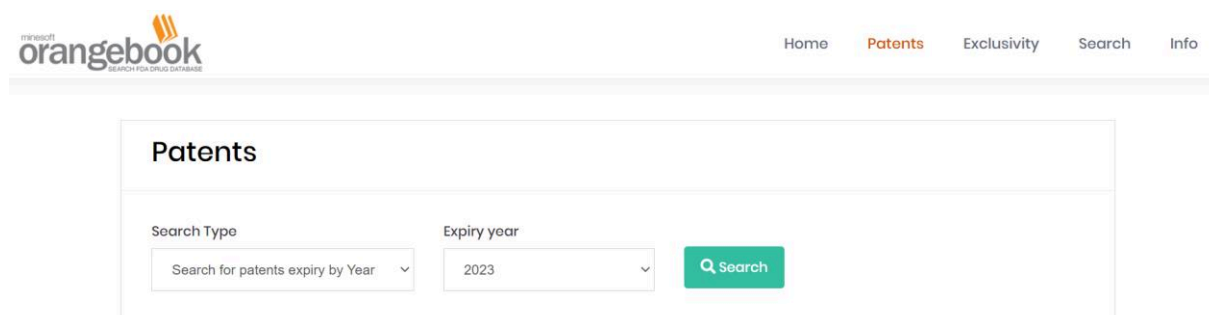 minesoft
orangebook
SEARCH FDA DRUG DATABASE
Home Patents Exclusivity Search Info
Patents
Search Type Expiry year
Search for patents expiry by Year 2023 Search